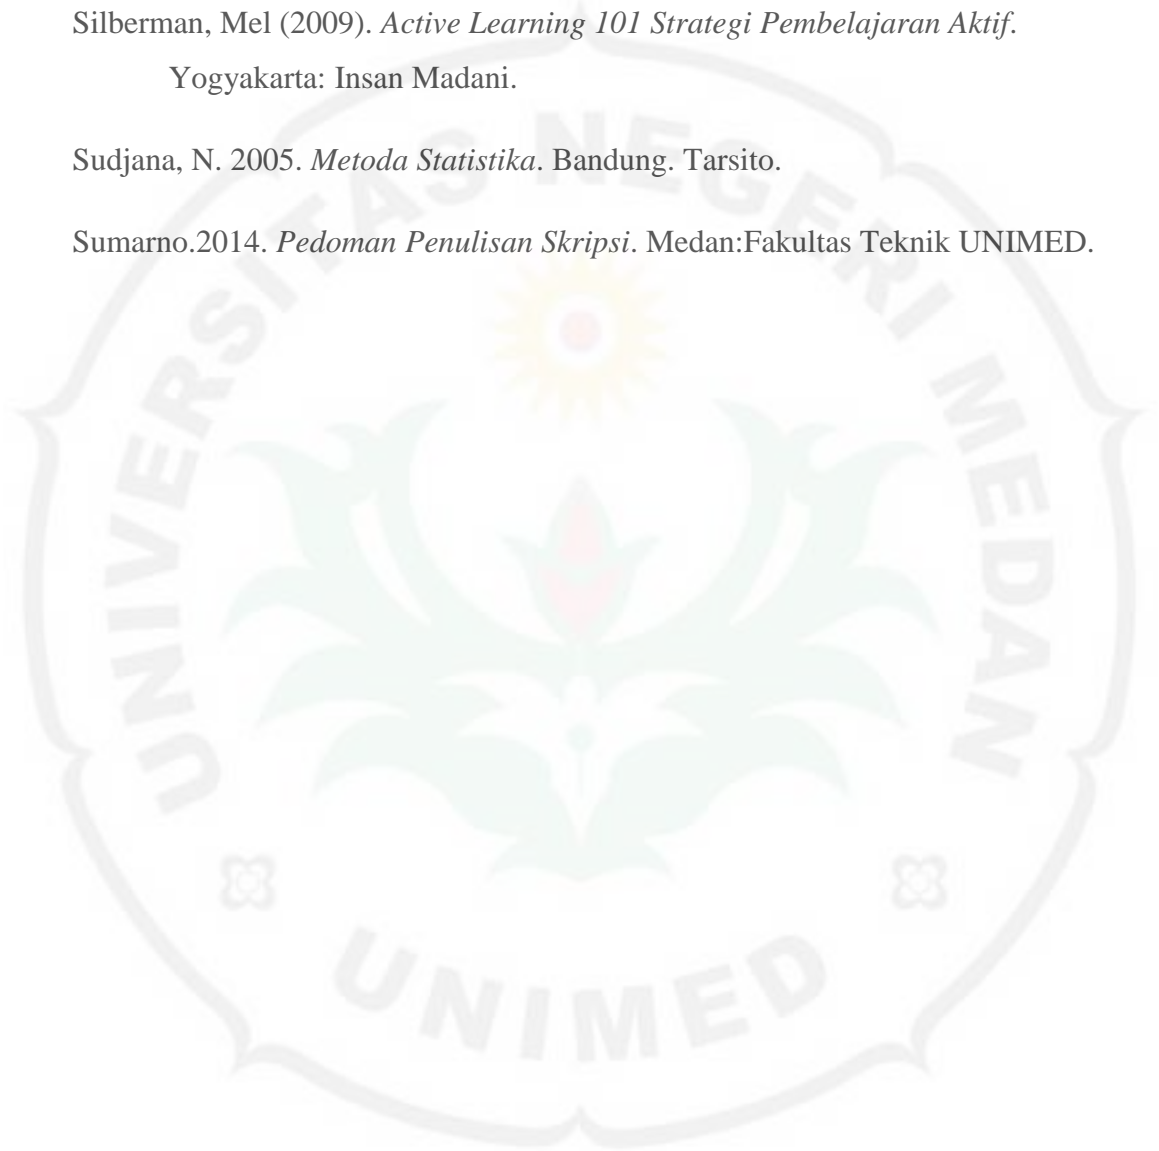 Silberman, Mel (2009). Active Learning 101 Strategi Pembelajaran Aktif.
Yogyakarta: Insan Madani.
Sudjana, N. 2005. Metoda Statistika. Bandung. Tarsito.
Sumarno.2014. Pedoman Penulisan Skripsi. Medan:Fakultas Teknik UNIMED.
UNIVERSITAS NEGERI MEDAN
UNIMED